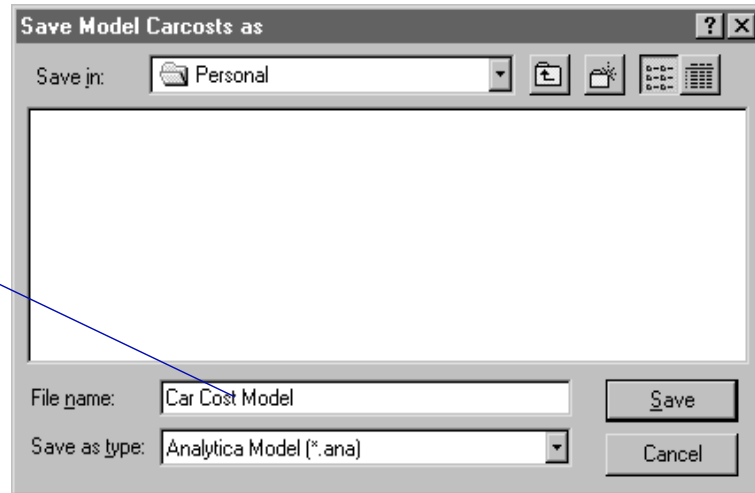 Save Model Carcosts as
Save in: Personal
File name: Car Cost Model
Save
Save as type: Analytica Model (*.ana)
Cancel